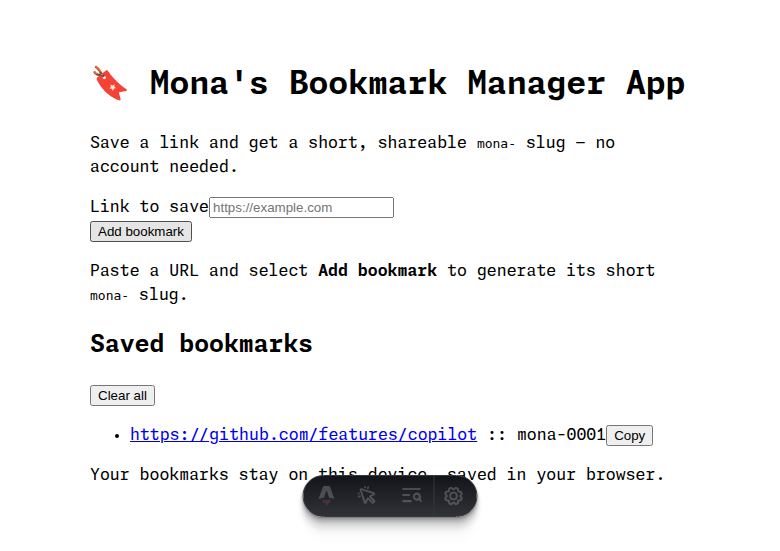 Mona's Bookmark Manager App
Save a link and get a short, shareable mona- slug – no
account needed.
Link to save https://example.com
Add bookmark
Paste a URL and select Add bookmark to generate its short
mona- slug.
Saved bookmarks
Clear all
https://github.com/features/copilot :: mona-0001 Copy
Your bookmarks stay on this device, saved in your browser.